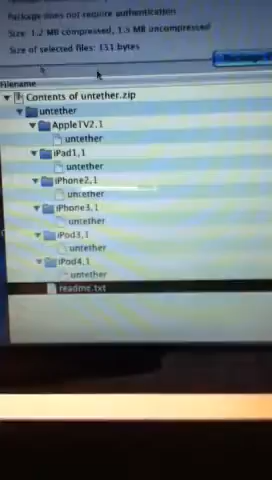 Package does not require authentication
Size: 1.2 MB compressed, 1.5 MB uncompressed
Size of selected files: 151 bytes
Filename
Contents of untether.zip
untether
AppleTV2,1
untether
iPad1,1
untether
iPhone2,1
untether
iPhone3,1
untether
iPod3,1
untether
iPod4,1
untether
readme.txt